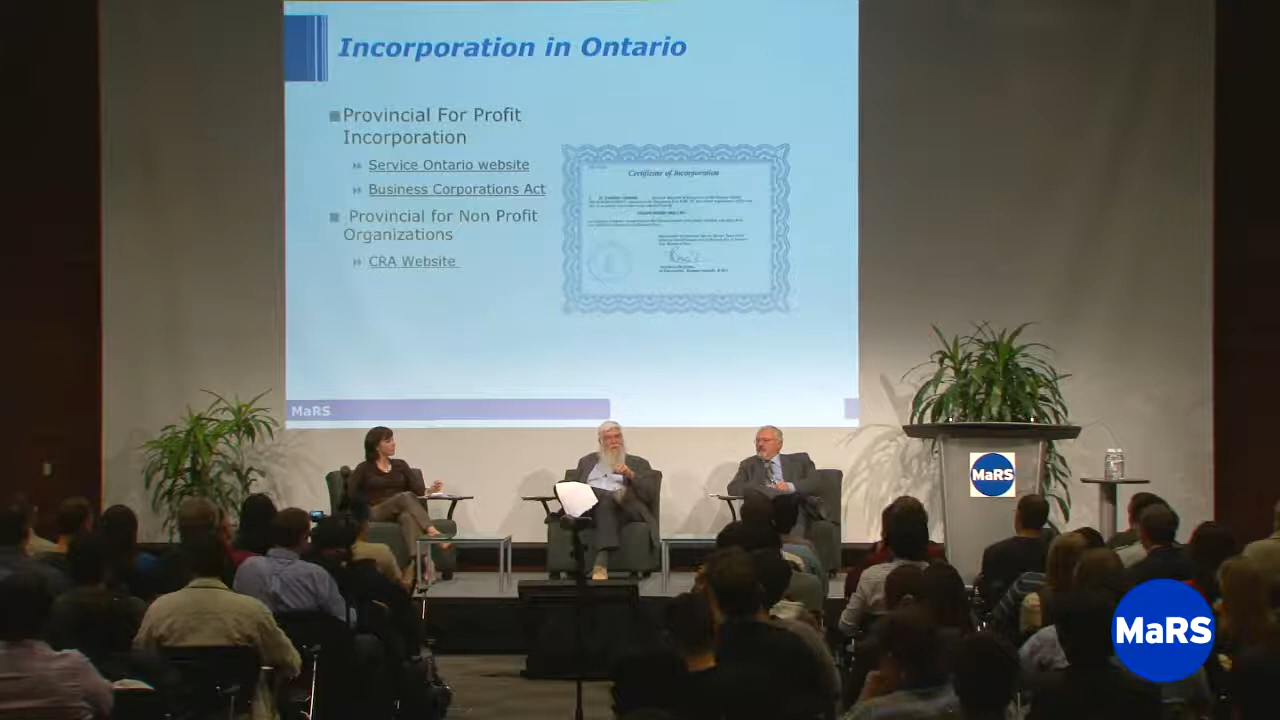 Incorporation in Ontario
Provincial For Profit
Incorporation
Service Ontario website
Business Corporations Act
Provincial for Non Profit
Organizations
CRA Website
Certificate of Incorporation
MaRS
MaRS
MaRS